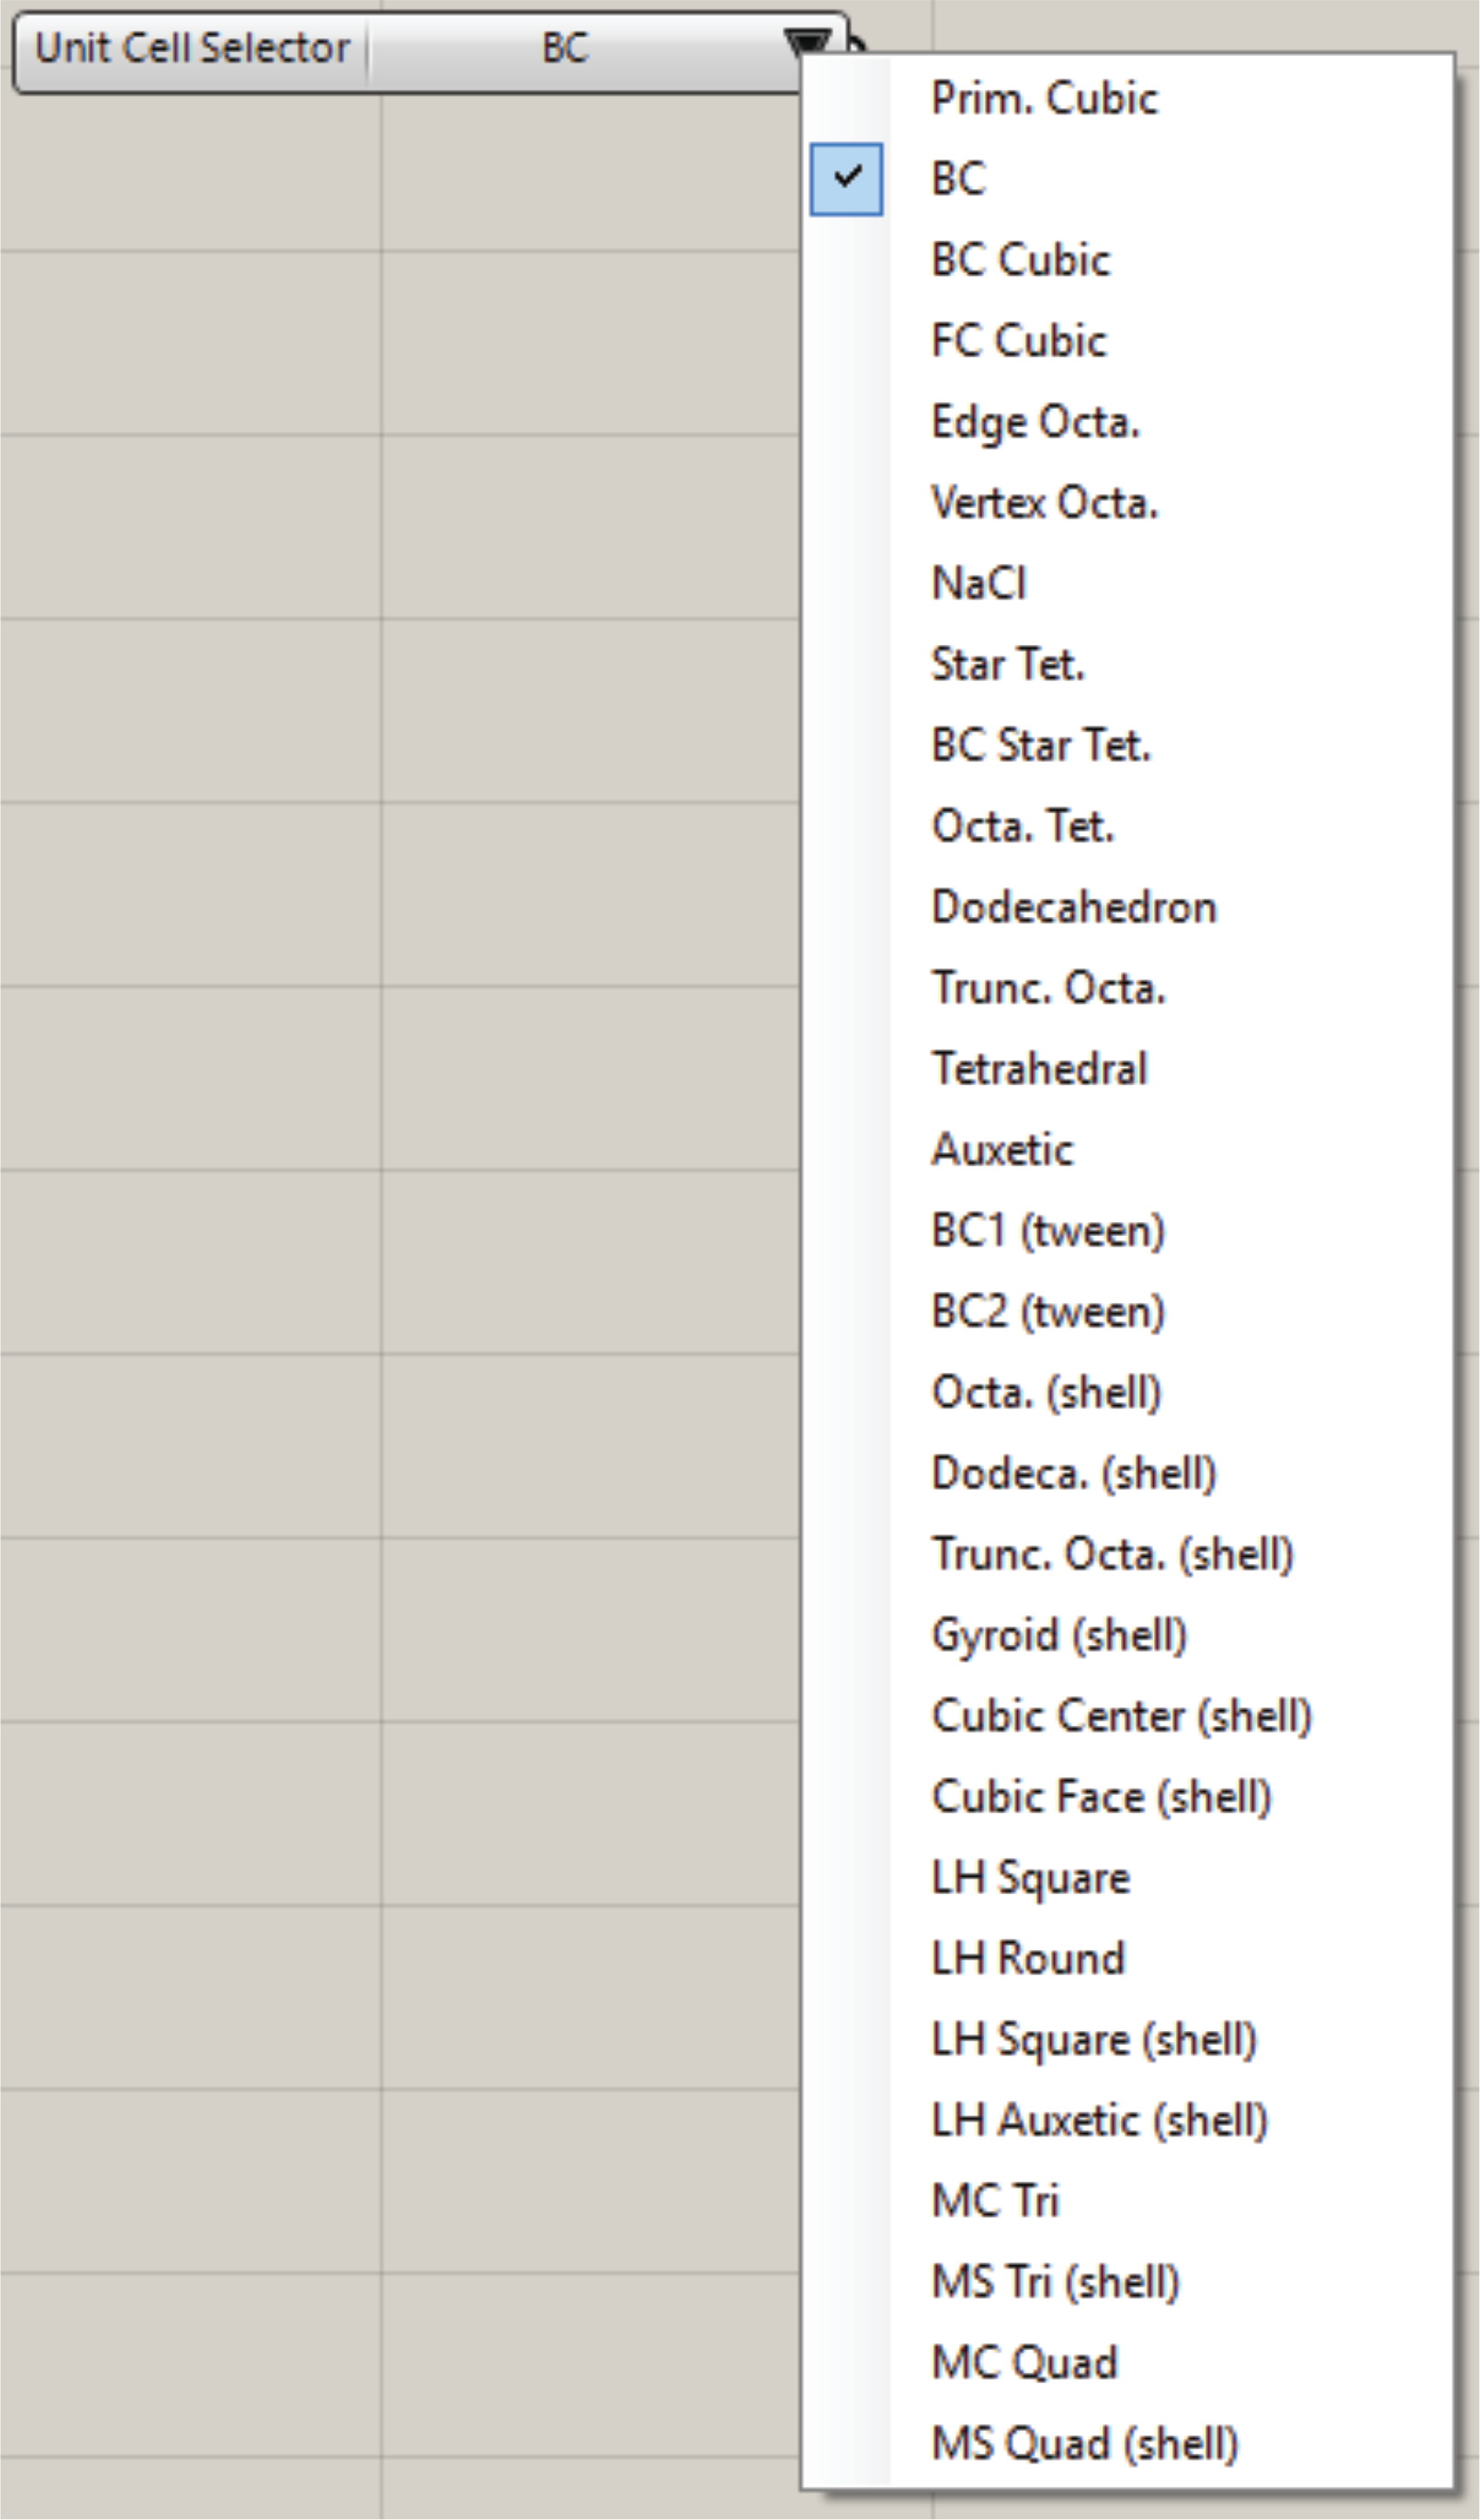 Unit Cell Selector BC
Prim. Cubic
BC
BC Cubic
FC Cubic
Edge Octa.
Vertex Octa.
NaCl
Star Tet.
BC Star Tet.
Octa. Tet.
Dodecahedron
Trunc. Octa.
Tetrahedral
Auxetic
BC1 (tween)
BC2 (tween)
Octa. (shell)
Dodeca. (shell)
Trunc. Octa. (shell)
Gyroid (shell)
Cubic Center (shell)
Cubic Face (shell)
LH Square
LH Round
LH Square (shell)
LH Auxetic (shell)
MC Tri
MS Tri (shell)
MC Quad
MS Quad (shell)